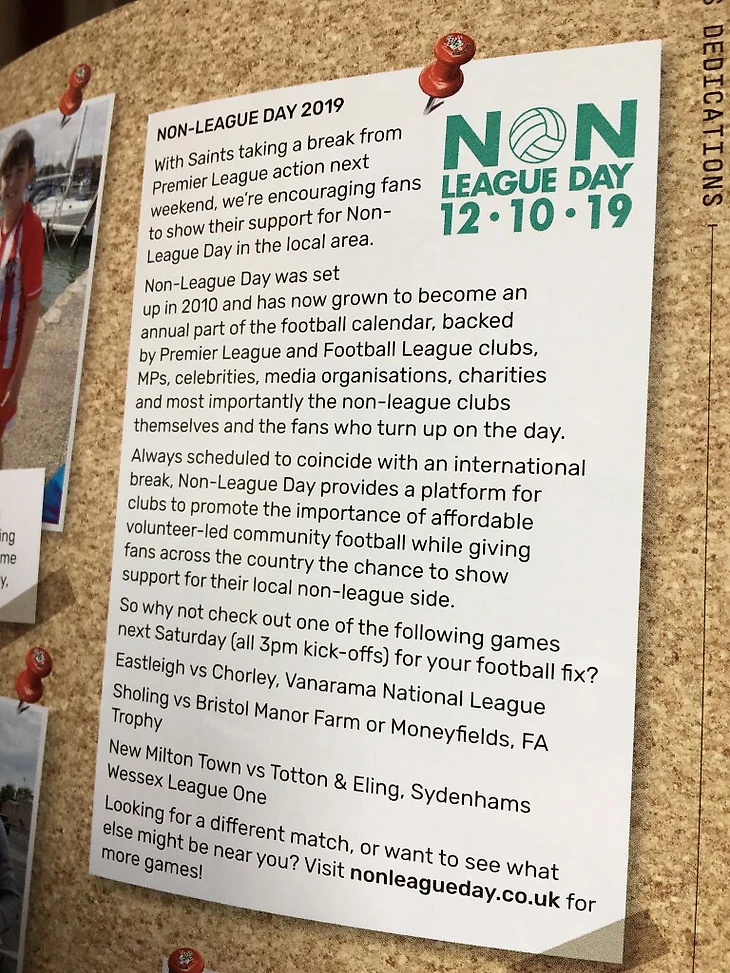 NON-LEAGUE DAY 2019
With Saints taking a break from
Premier League action next
weekend, we're encouraging fans
to show their support for Non-
League Day in the local area.
NON
LEAGUE DAY
12·10·19
Non-League Day was set
up in 2010 and has now grown to become an
annual part of the football calendar, backed
by Premier League and Football League clubs,
MPs, celebrities, media organisations, charities
and most importantly the non-league clubs
themselves and the fans who turn up on the day.
Always scheduled to coincide with an international
break, Non-League Day provides a platform for
clubs to promote the importance of affordable
volunteer-led community football while giving
fans across the country the chance to show
support for their local non-league side.
So why not check out one of the following games
next Saturday (all 3pm kick-offs) for your football fix?
Eastleigh vs Chorley, Vanarama National League
Sholing vs Bristol Manor Farm or Moneyfields, FA
Trophy
New Milton Town vs Totton & Eling, Sydenhams
Wessex League One
Looking for a different match, or want to see what
else might be near you? Visit nonleagueday.co.uk for
more games!
DEDICATIONS